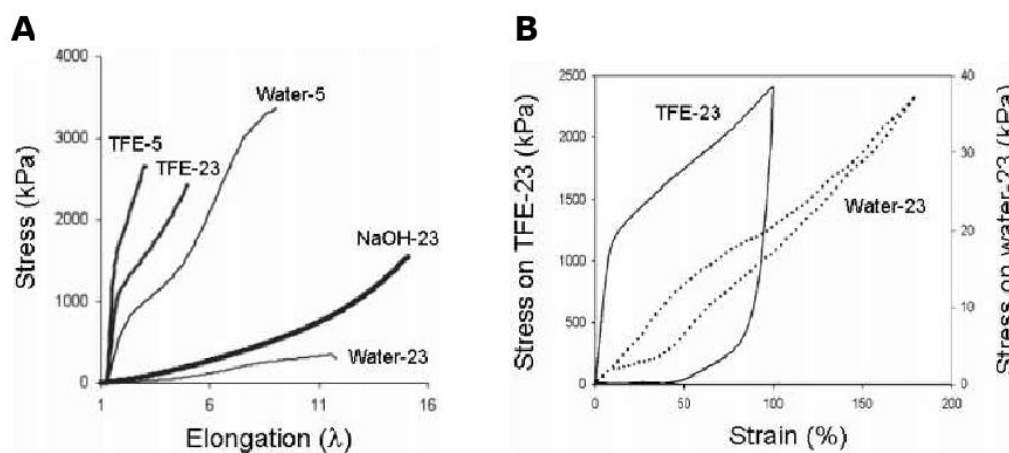 A
Stress (kPa)
4000
3000
2000
1000
0
TFE-5
TFE-23
Water-5
NaOH-23
Water-23
1 6 11 16
Elongation (λ)
B
Stress on TFE-23 (kPa)
2500
2000
1500
1000
500
0
TFE-23
Water-23
40
30
20
10
0
Stress on water-23 (kPa)
0 50 100 150 200
Strain (%)